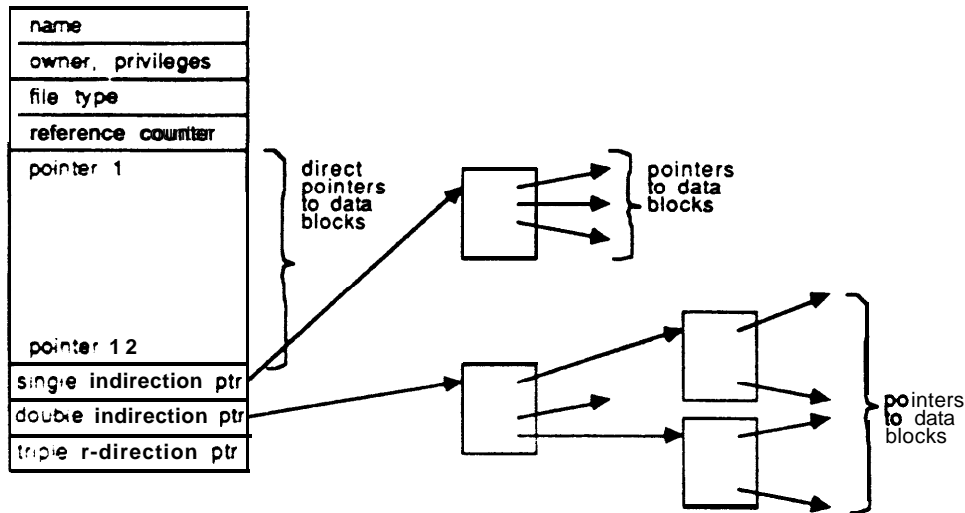 name
owner, privileges
file type
reference counter
pointer 1
direct
pointers
to data
blocks
pointers
to data
blocks
pointer 12
single indirection ptr
double indirection ptr
triple r-direction ptr
pointers
to data
blocks